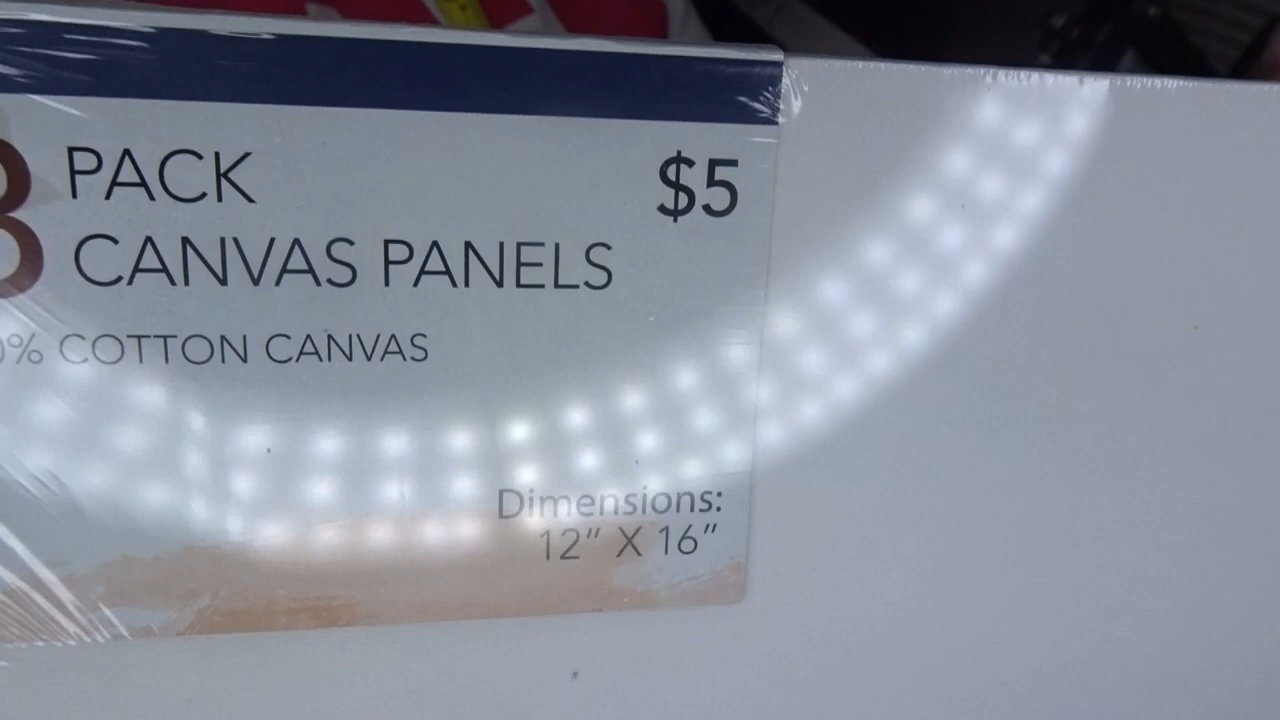 PACK
$5
CANVAS PANELS
% COTTON CANVAS
Dimensions:
12" X 16"